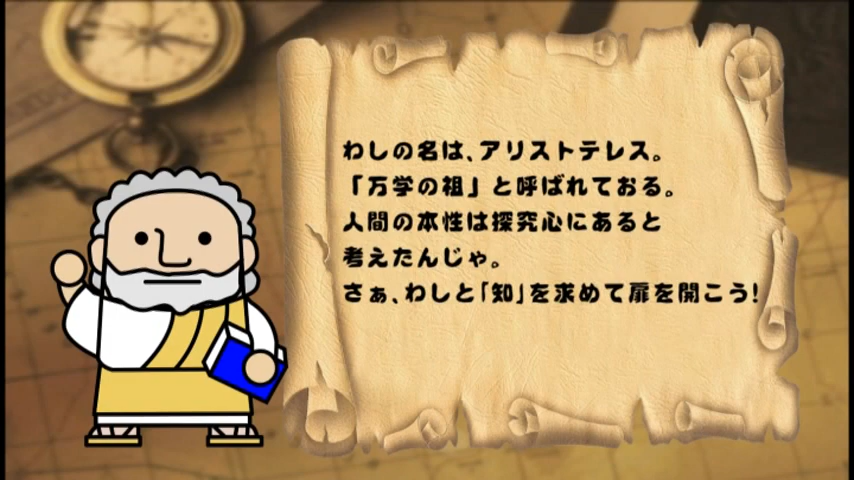 わしの名は、アリストテレス。
「万学の祖」と呼ばれておる。
人間の本性は探究心にあると
考えたんじゃ。
さぁ、わしと「知」を求めて扉を開こう!